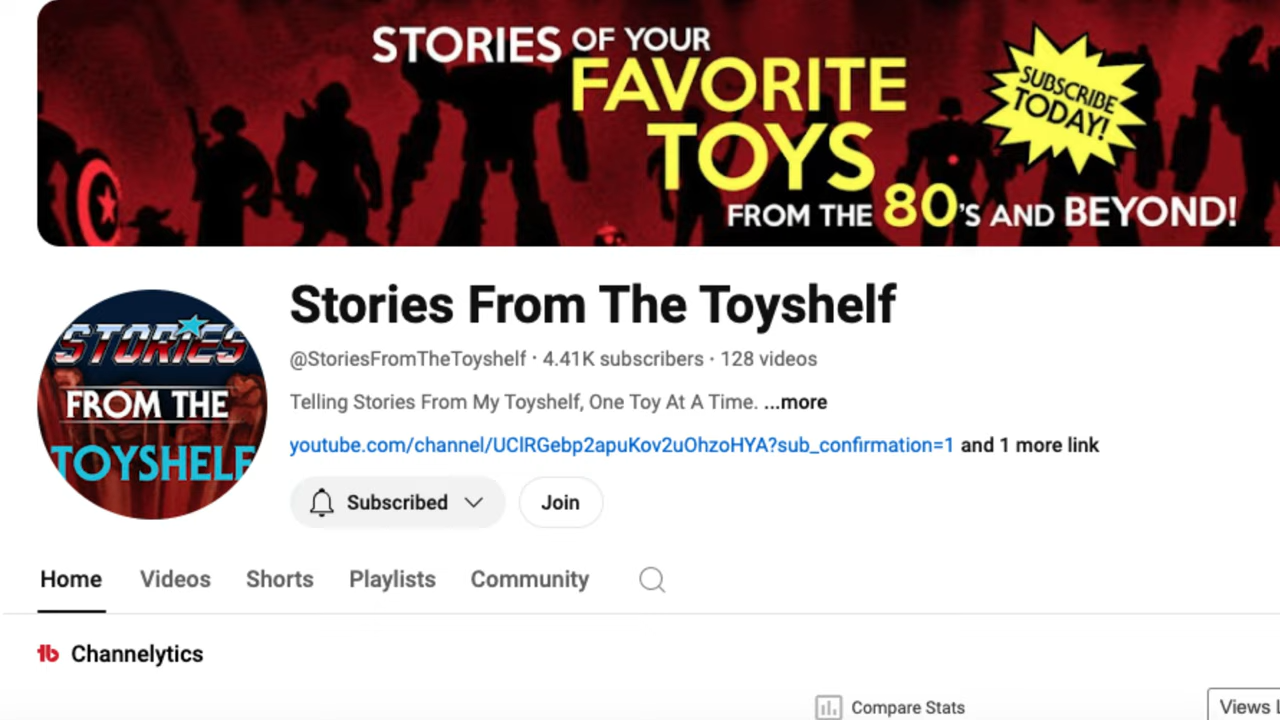 STORIES OF YOUR
FAVORITE
TOYS
FROM THE 80'S AND BEYOND!
SUBSCRIBE
TODAY!
STORIES
FROM THE
TOYSHELF
Stories From The Toyshelf
@StoriesFromTheToyshelf · 4.41K subscribers · 128 videos
Telling Stories From My Toyshelf, One Toy At A Time. ...more
youtube.com/channel/UClRGebp2apuKov2uOhzoHYA?sub_confirmation=1 and 1 more link
Subscribed
Join
Home Videos Shorts Playlists Community
tb Channelytics
Compare Stats
Views